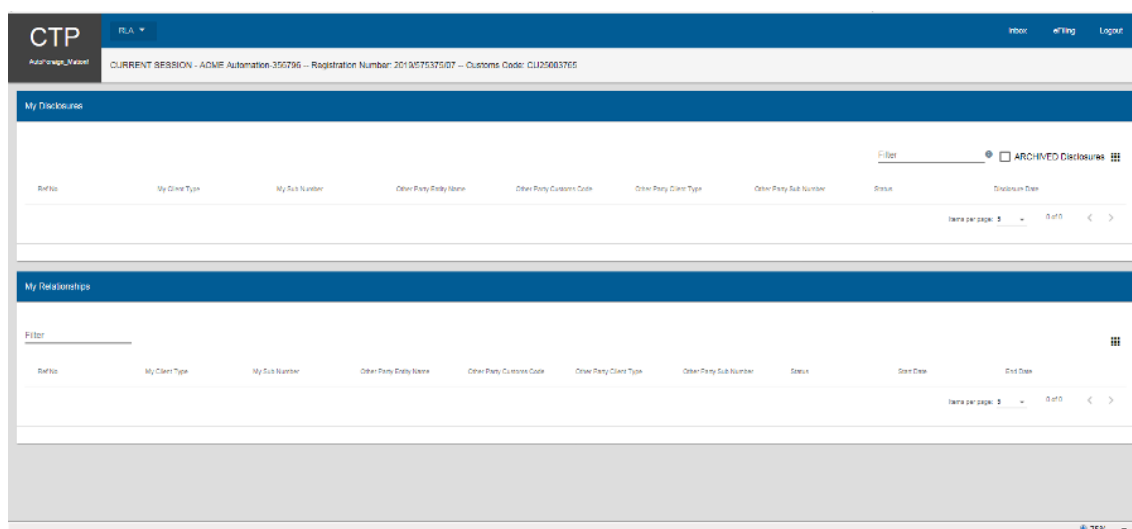 CTP
RLA
Inbox eFiling Logout
CURRENT SESSION - ACME Automation-356796 -- Registration Number: 2019/575375/07 -- Customs Code: CU25003765
My Disclosures
Filter
ARCHIVED Disclosures
Ref No My Client Type My Sub Number Other Party Entity Name Other Party Customs Code Other Party Client Type Other Party Sub Number Status Disclosure Date
Items per page: 5 0 of 0
My Relationships
Filter
Ref No My Client Type My Sub Number Other Party Entity Name Other Party Customs Code Other Party Client Type Other Party Sub Number Status Start Date End Date
Items per page: 5 0 of 0
75%